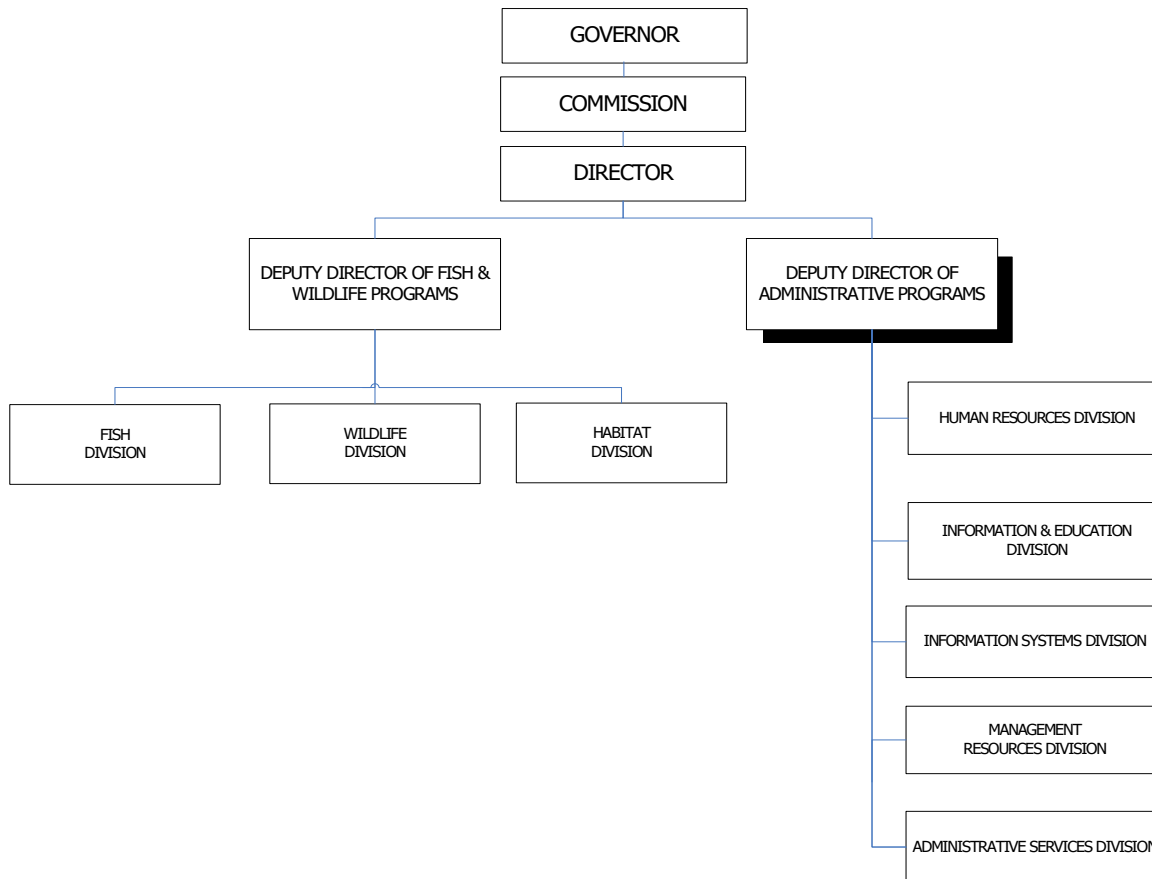 GOVERNOR
COMMISSION
DIRECTOR
DEPUTY DIRECTOR OF FISH &
WILDLIFE PROGRAMS
DEPUTY DIRECTOR OF
ADMINISTRATIVE PROGRAMS
FISH
DIVISION
WILDLIFE
DIVISION
HABITAT
DIVISION
HUMAN RESOURCES DIVISION
INFORMATION & EDUCATION
DIVISION
INFORMATION SYSTEMS DIVISION
MANAGEMENT
RESOURCES DIVISION
ADMINISTRATIVE SERVICES DIVISION